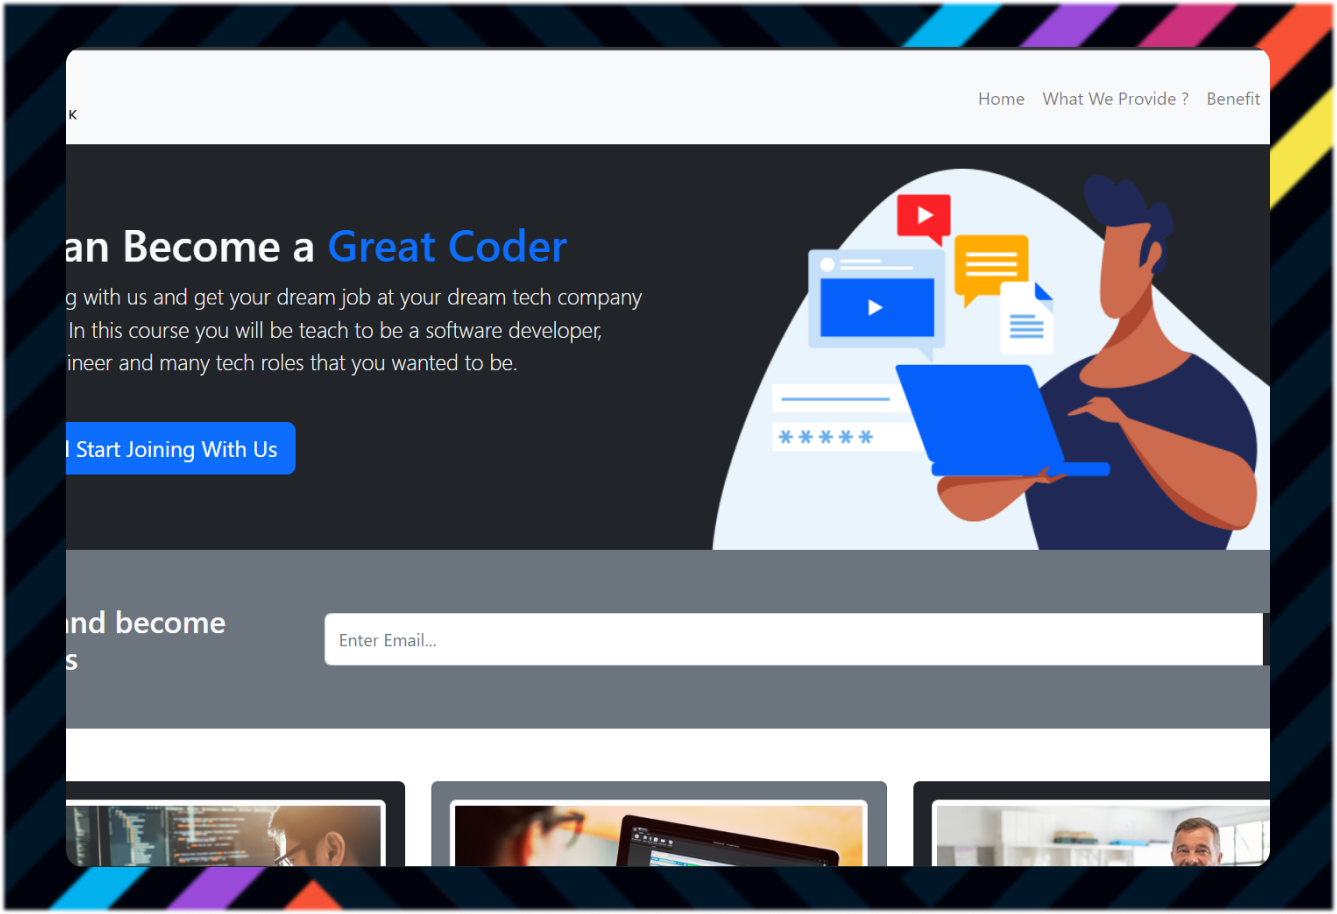 K
Home What We Provide ? Benefit
an Become a Great Coder
g with us and get your dream job at your dream tech company
In this course you will be teach to be a software developer,
ineer and many tech roles that you wanted to be.
Start Joining With Us
*****
and become
s
Enter Email...